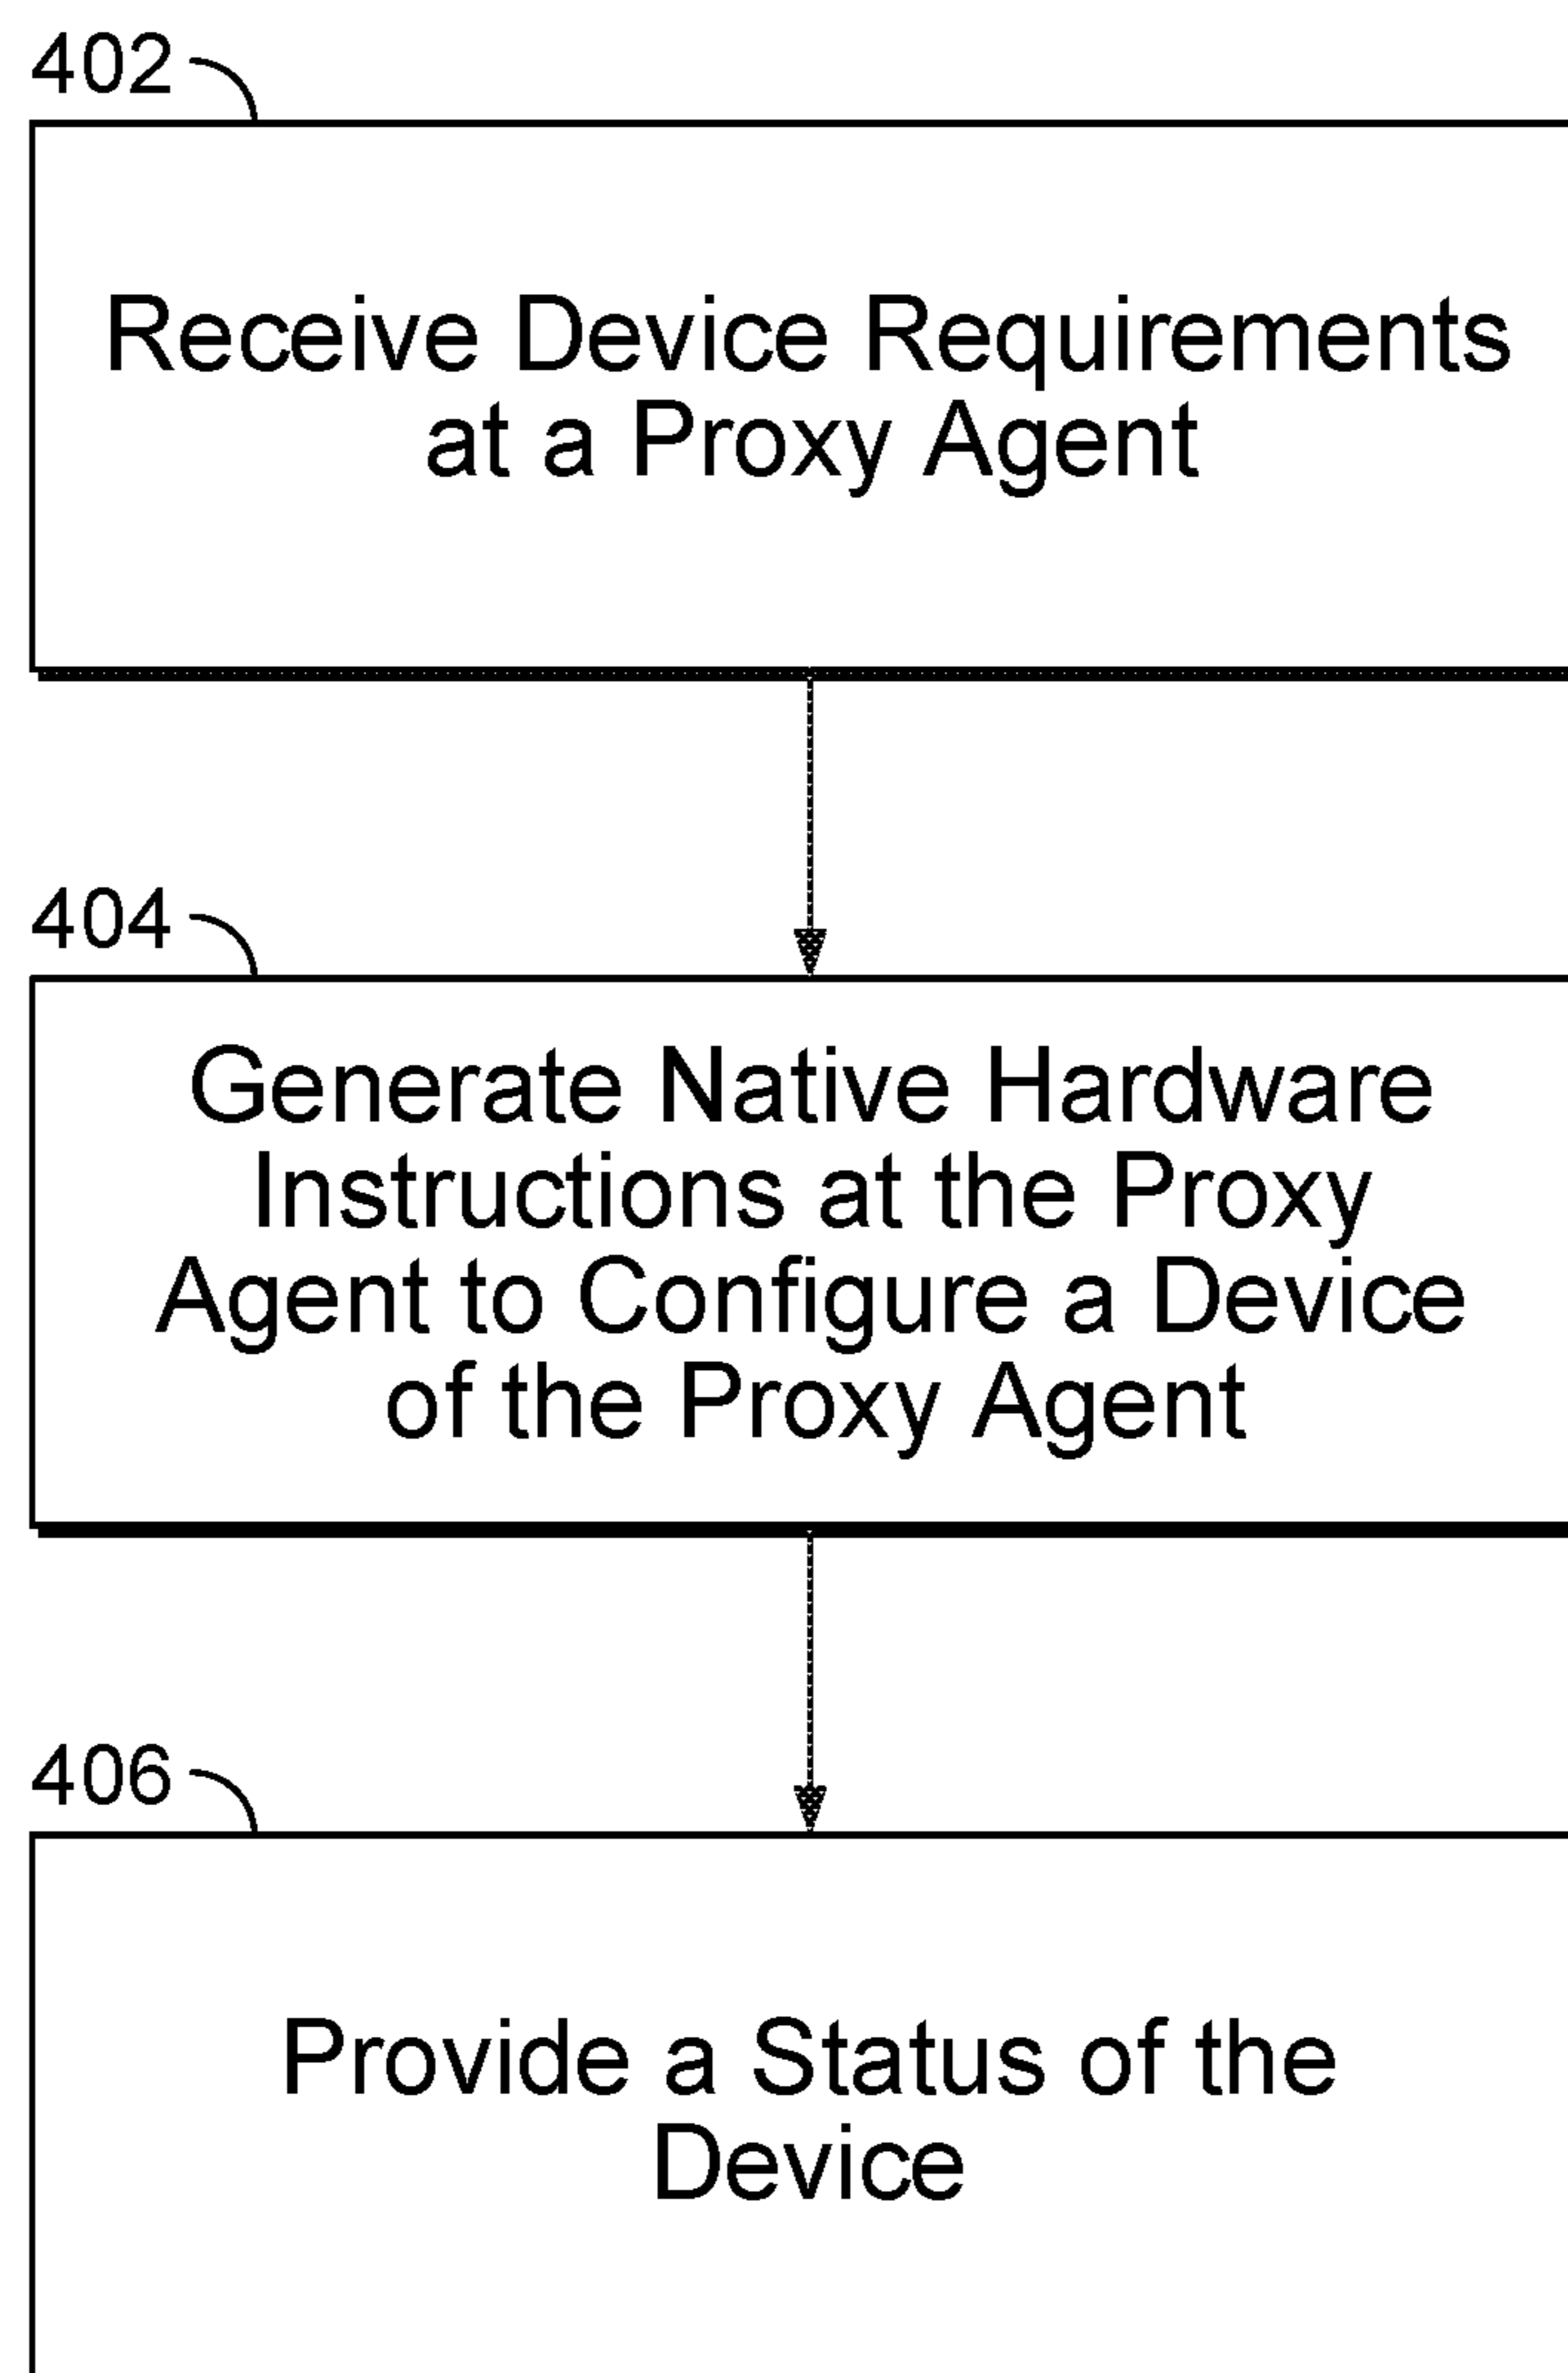 402
Receive Device Requirements
at a Proxy Agent
404
Generate Native Hardware
Instructions at the Proxy
Agent to Configure a Device
of the Proxy Agent
406
Provide a Status of the
Device